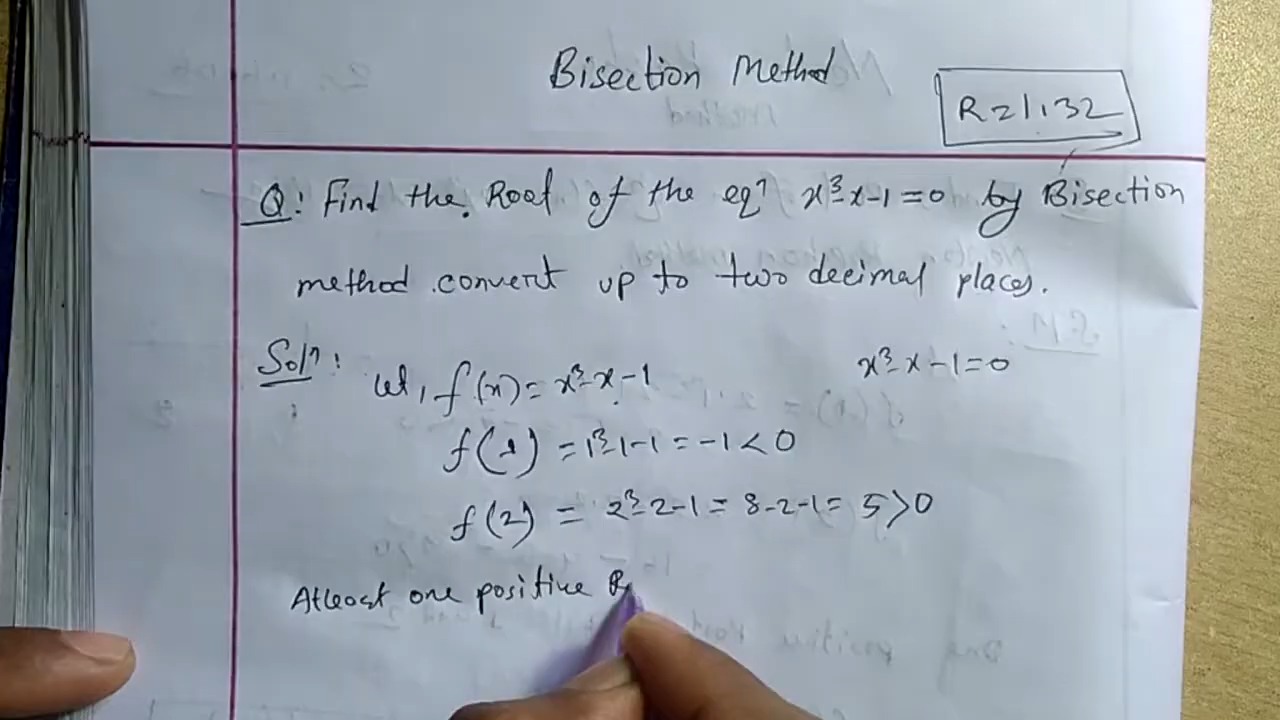 Bisection Method
R=1.32
Q: Find the Root of the eqn x³-x-1=0 by Bisection
method convert up to two decimal places.
Soln:
x³-x-1=0
Let, f(x)=x³-x-1
f(1) = 1³-1-1 = -1<0
f(2) = 2³-2-1= 8-2-1= 5>0
Atleast one positive